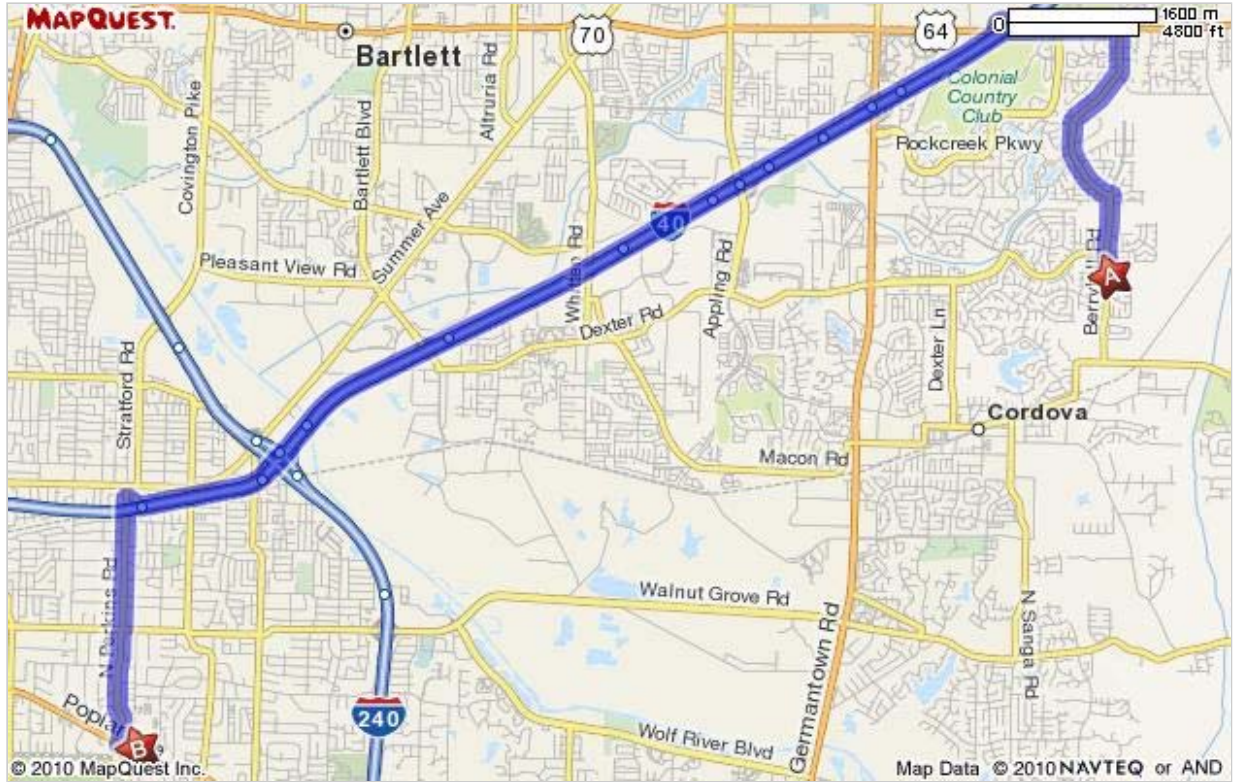 MAPQUEST.
70
64
0
1600 m
4800 ft
Bartlett
Altruria Rd
Colonial
Country
Club
Covington Pike
Bartlett Blvd
Rockcreek Pkwy
Summer Ave
40
Pleasant View Rd
Whitten Rd
Appling Rd
A
Dexter Rd
Dexter Ln
Stratford Rd
Cordova
Macon Rd
Walnut Grove Rd
N Perkins Rd
N Sanga Rd
Germantown Rd
Poplar
240
B
Wolf River Blvd
© 2010 MapQuest Inc.
Map Data © 2010 NAVTEQ or AND